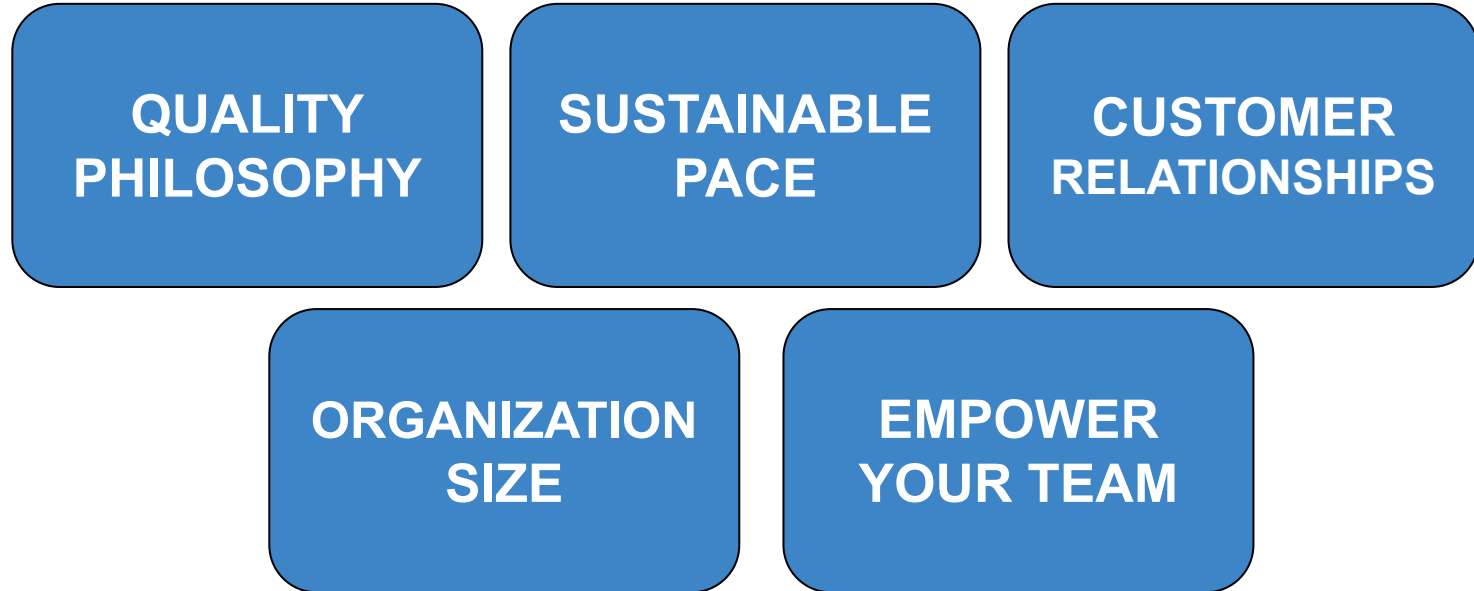 QUALITY
PHILOSOPHY
SUSTAINABLE
PACE
CUSTOMER
RELATIONSHIPS
ORGANIZATION
SIZE
EMPOWER
YOUR TEAM